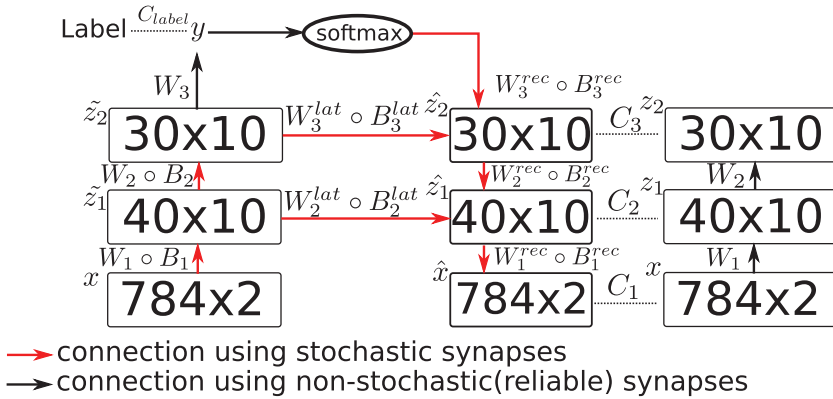 Label C_{label} y softmax
W_3 W_3^{rec} ∘ B_3^{rec}
z̃_2 W_3^{lat} ∘ B_3^{lat} ẑ_2 z_2
30x10 30x10 C_3 30x10
W_2 ∘ B_2 W_2^{rec} ∘ B_2^{rec} W_2
z̃_1 W_2^{lat} ∘ B_2^{lat} ẑ_1 z_1
40x10 40x10 C_2 40x10
W_1 ∘ B_1 W_1^{rec} ∘ B_1^{rec} W_1
x x̂ x
784x2 784x2 C_1 784x2
connection using stochastic synapses
connection using non-stochastic(reliable) synapses